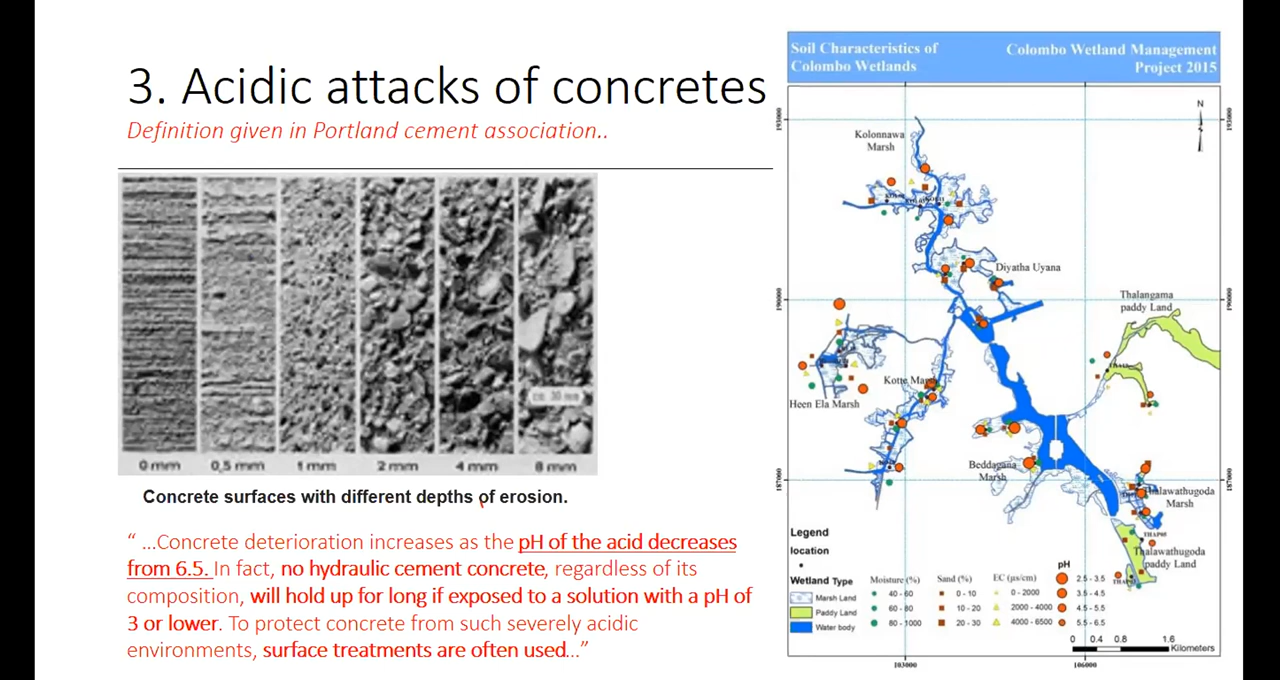 3. Acidic attacks of concretes
Definition given in Portland cement association..
0 mm
0,5 mm
1 mm
2 mm
4 mm
8 mm
Concrete surfaces with different depths of erosion.
“ …Concrete deterioration increases as the pH of the acid decreases
from 6.5. In fact, no hydraulic cement concrete, regardless of its
composition, will hold up for long if exposed to a solution with a pH of
3 or lower. To protect concrete from such severely acidic
environments, surface treatments are often used…”
Soil Characteristics of
Colombo Wetlands
Colombo Wetland Management
Project 2015
N
193000
193000
190000
190000
187000
187000
103000
106000
Kolonnawa
Marsh
Diyatha Uyana
Thalangama
paddy Land
Kotte Marsh
Heen Ela Marsh
Beddagana
Marsh
Thalawathugoda
Marsh
Thalawathugoda
paddy Land
Legend
location
Wetland Type
Marsh Land
Paddy Land
Water body
Moisture (%)
40 - 60
60 - 80
80 - 1000
Sand (%)
0 - 10
10 - 20
20 - 30
EC (µs/cm)
0 - 2000
2000 - 4000
4000 - 6500
pH
2.5 - 3.5
3.5 - 4.5
4.5 - 5.5
5.5 - 6.5
0 0.4 0.8 1.6
Kilometers